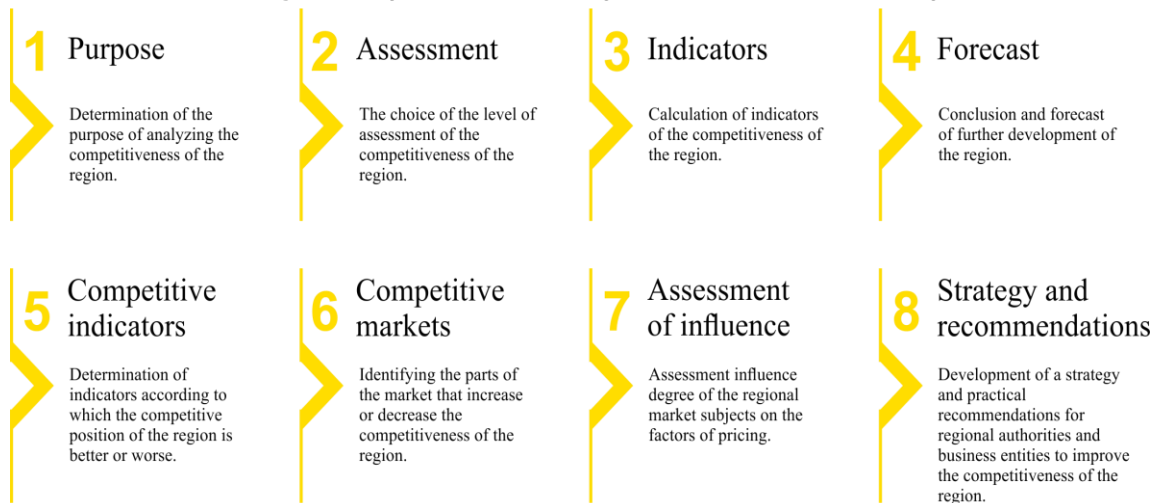 1 Purpose
Determination of the
purpose of analyzing the
competitiveness of the
region.
2 Assessment
The choice of the level of
assessment of the
competitiveness of the
region.
3 Indicators
Calculation of indicators
of the competitiveness of
the region.
4 Forecast
Conclusion and forecast
of further development of
the region.
5 Competitive
indicators
Determination of
indicators according to
which the competitive
position of the region is
better or worse.
6 Competitive
markets
Identifying the parts of
the market that increase
or decrease the
competitiveness of the
region.
7 Assessment
of influence
Assessment influence
degree of the regional
market subjects on the
factors of pricing.
8 Strategy and
recommendations
Development of a strategy
and practical
recommendations for
regional authorities and
business entities to improve
the competitiveness of the
region.